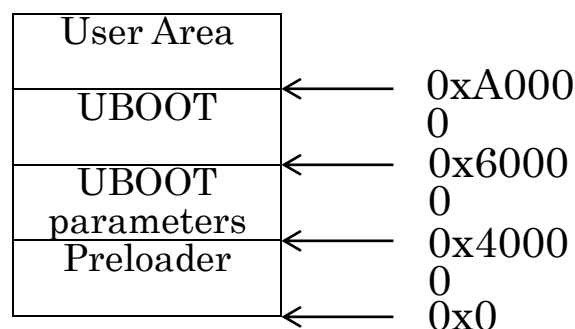 User Area
0xA000
0
UBOOT
0x6000
0
UBOOT
parameters
0x4000
0
Preloader
0x0